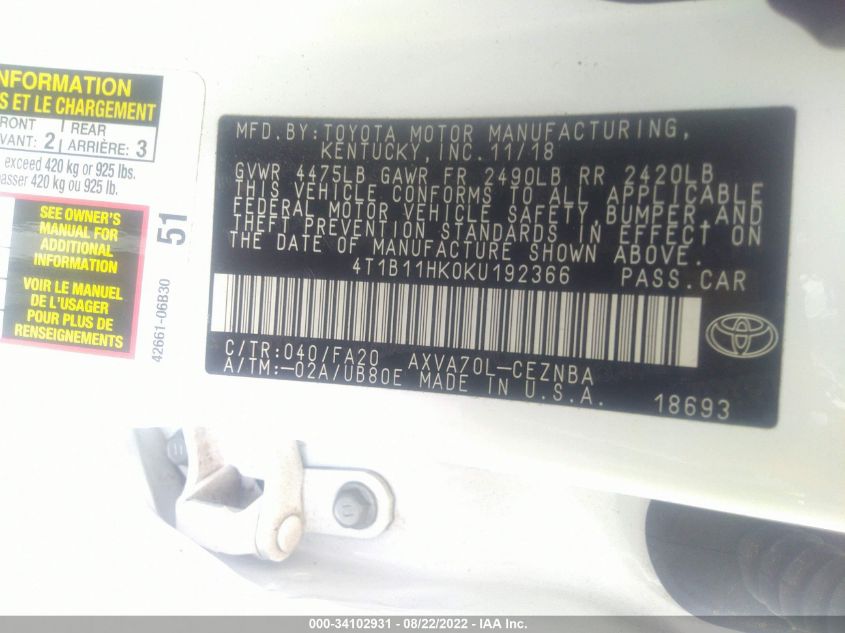 NFORMATION
S ET LE CHARGEMENT
RONT
VANT: 2
REAR
ARRIÈRE: 3
exceed 420 kg or 925 lbs.
passer 420 kg ou 925 lb.
SEE OWNER'S
MANUAL FOR
ADDITIONAL
INFORMATION
VOIR LE MANUEL
DE L'USAGER
POUR PLUS DE
RENSEIGNEMENTS
51
42661-06B30
MFD.BY:TOYOTA MOTOR MANUFACTURING,
KENTUCKY,INC.11/18
GVWR 4475LB GAWR FR 2490LB RR 2420LB
THIS VEHICLE CONFORMS TO ALL APPLICABLE
FEDERAL MOTOR VEHICLE SAFETY,BUMPER,AND
THEFT PREVENTION STANDARDS IN EFFECT ON
THE DATE OF MANUFACTURE SHOWN ABOVE.
4T1B11HK0KU192366 PASS.CAR
C/TR:040/FA20 AXVA70L-CEZNBA
A/TM:-02A/UB80E MADE IN U.S.A.
18693
000-34102931 - 08/22/2022 - IAA Inc.